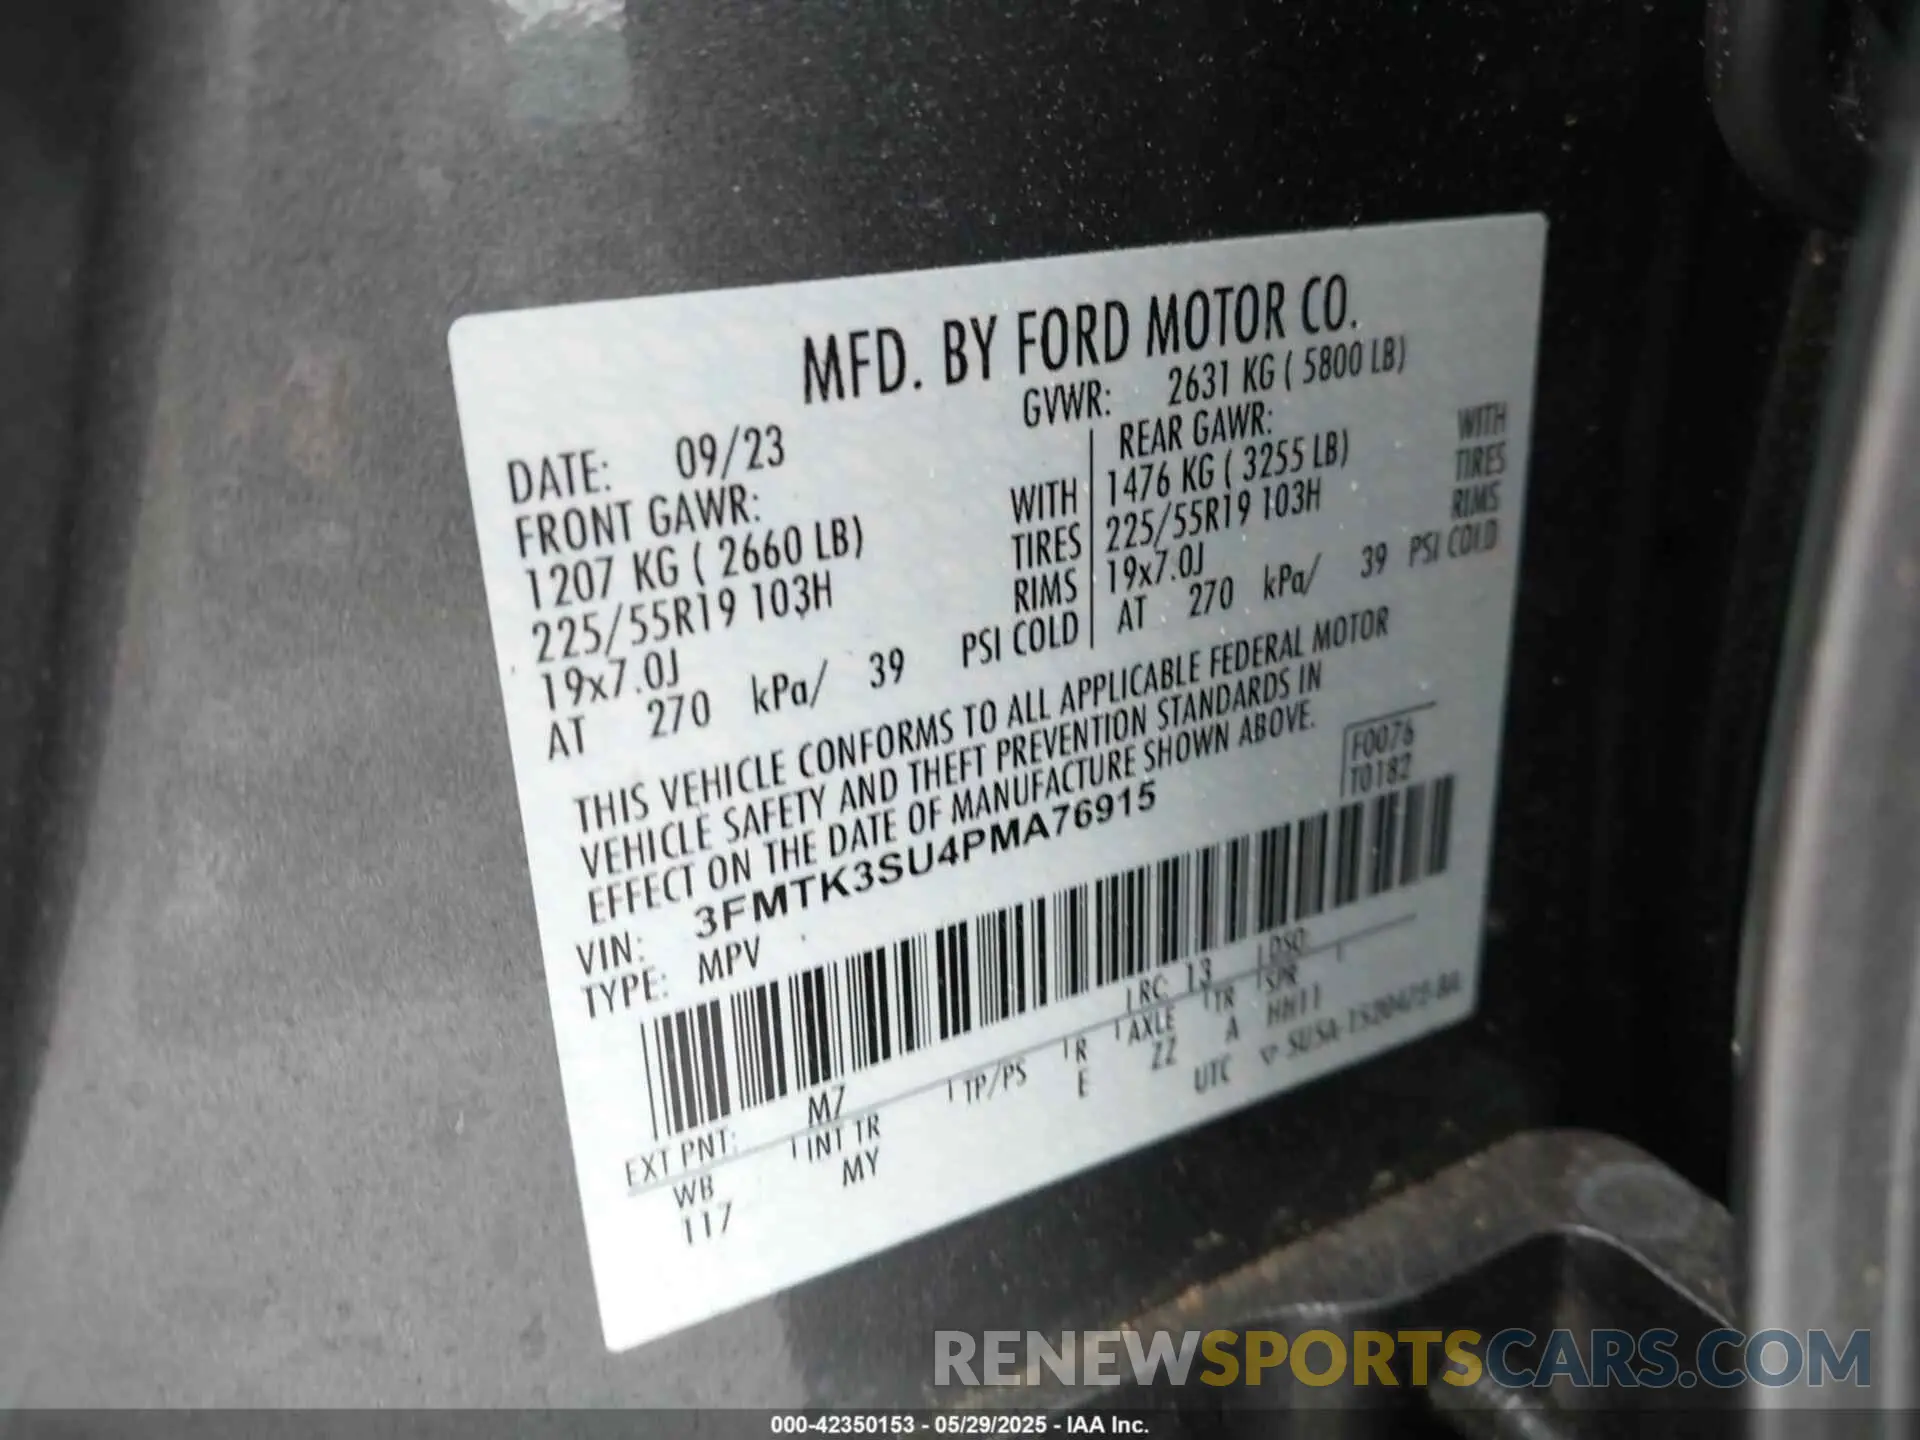 MFD. BY FORD MOTOR CO.
DATE: 09/23 GVWR: 2631 KG ( 5800 LB)
FRONT GAWR: REAR GAWR:
1207 KG ( 2660 LB) WITH 1476 KG ( 3255 LB) WITH
225/55R19 103H TIRES 225/55R19 103H TIRES
19x7.0J RIMS 19x7.0J RIMS
AT 270 kPa/ 39 PSI COLD AT 270 kPa/ 39 PSI COLD
THIS VEHICLE CONFORMS TO ALL APPLICABLE FEDERAL MOTOR
VEHICLE SAFETY AND THEFT PREVENTION STANDARDS IN
EFFECT ON THE DATE OF MANUFACTURE SHOWN ABOVE.
F0076
T0182
VIN: 3FMTK3SU4PMA76915
TYPE: MPV
EXT PNT: M7 RC: 13 DSO:
WB INT TR TP/PS R AXLE TR SPR
117 MY E ZZ A HH11
UTC
RENEWSPORTSCARS.COM
000-42350153 - 05/29/2025 - IAA Inc.